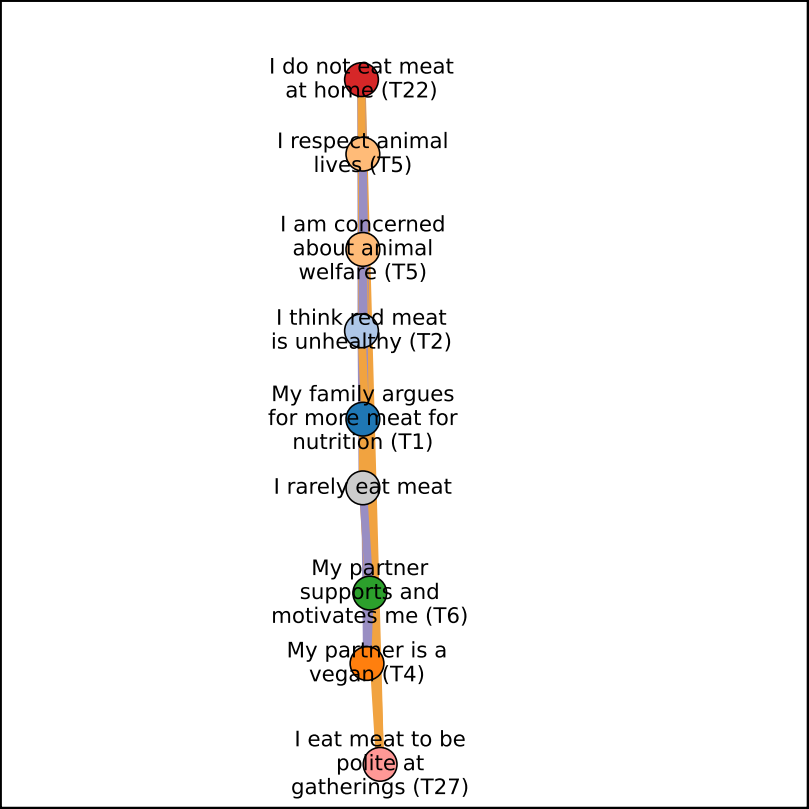 I do not eat meat
at home (T22)
I respect animal
lives (T5)
I am concerned
about animal
welfare (T5)
I think red meat
is unhealthy (T2)
My family argues
for more meat for
nutrition (T1)
I rarely eat meat
My partner
supports and
motivates me (T6)
My partner is a
vegan (T4)
I eat meat to be
polite at
gatherings (T27)